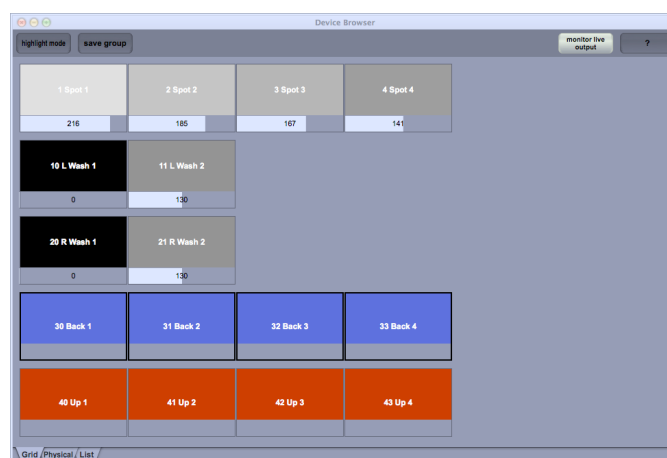 Device Browser
highlight mode
save group
monitor live
output
?
1 Spot 1
2 Spot 2
3 Spot 3
4 Spot 4
216
185
167
141
10 L Wash 1
11 L Wash 2
0
130
20 R Wash 1
21 R Wash 2
0
130
30 Back 1
31 Back 2
32 Back 3
33 Back 4
40 Up 1
41 Up 2
42 Up 3
43 Up 4
Grid
Physical
List